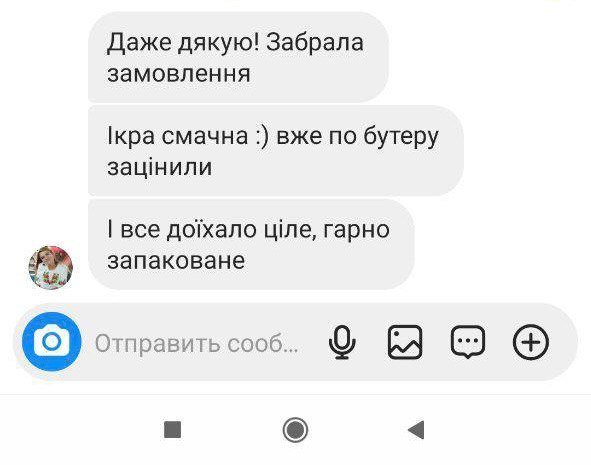 Даже дякую! Забрала
замовлення
Ікра смачна :) вже по бутеру
зацінили
І все доїхало ціле, гарно
запаковане
Отправить сооб...